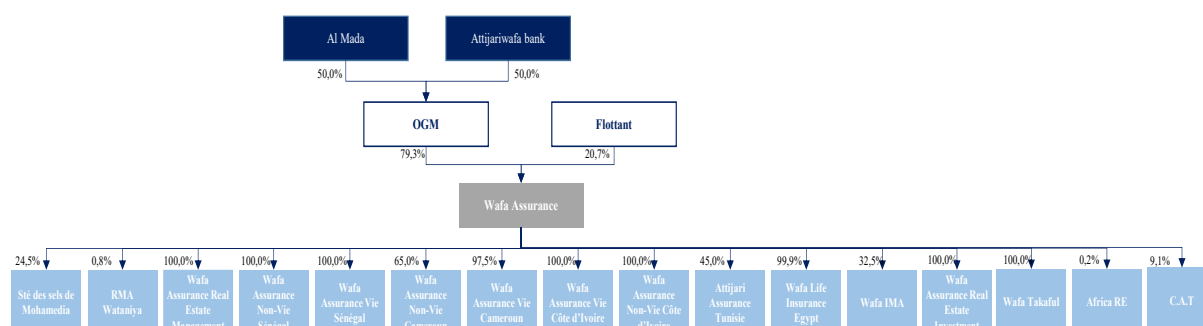 Al Mada
Attijariwafa bank
50,0%
50,0%
OGM
Flottant
79,3%
20,7%
Wafa Assurance
24,5%
0,8%
100,0%
100,0%
100,0%
65,0%
97,5%
100,0%
100,0%
45,0%
99,9%
32,5%
100,0%
100,0%
0,2%
9,1%
Sté des sels de
Mohamedia
RMA
Wataniya
Wafa
Assurance Real
Estate
Management
Wafa
Assurance
Non-Vie
Sénégal
Wafa
Assurance Vie
Sénégal
Wafa
Assurance
Non-Vie
Cameroun
Wafa
Assurance Vie
Cameroun
Wafa
Assurance Vie
Côte d'Ivoire
Wafa
Assurance
Non-Vie Côte
d'Ivoire
Attijari
Assurance
Tunisie
Wafa Life
Insurance
Egypt
Wafa IMA
Wafa
Assurance Real
Estate
Investment
Wafa Takaful
Africa RE
C.A.T